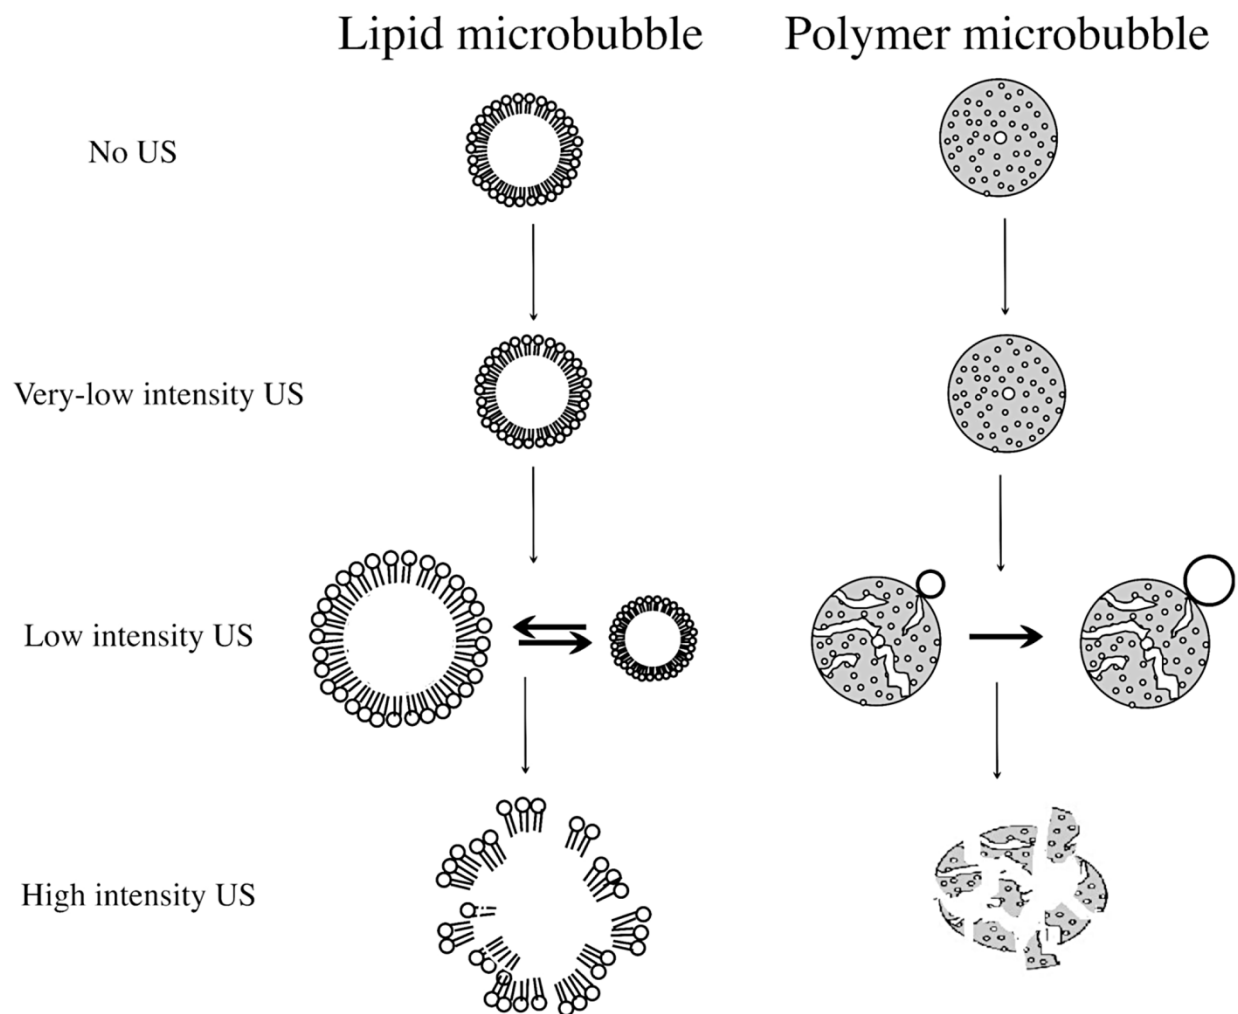 Lipid microbubble
Polymer microbubble
No US
Very-low intensity US
Low intensity US
High intensity US